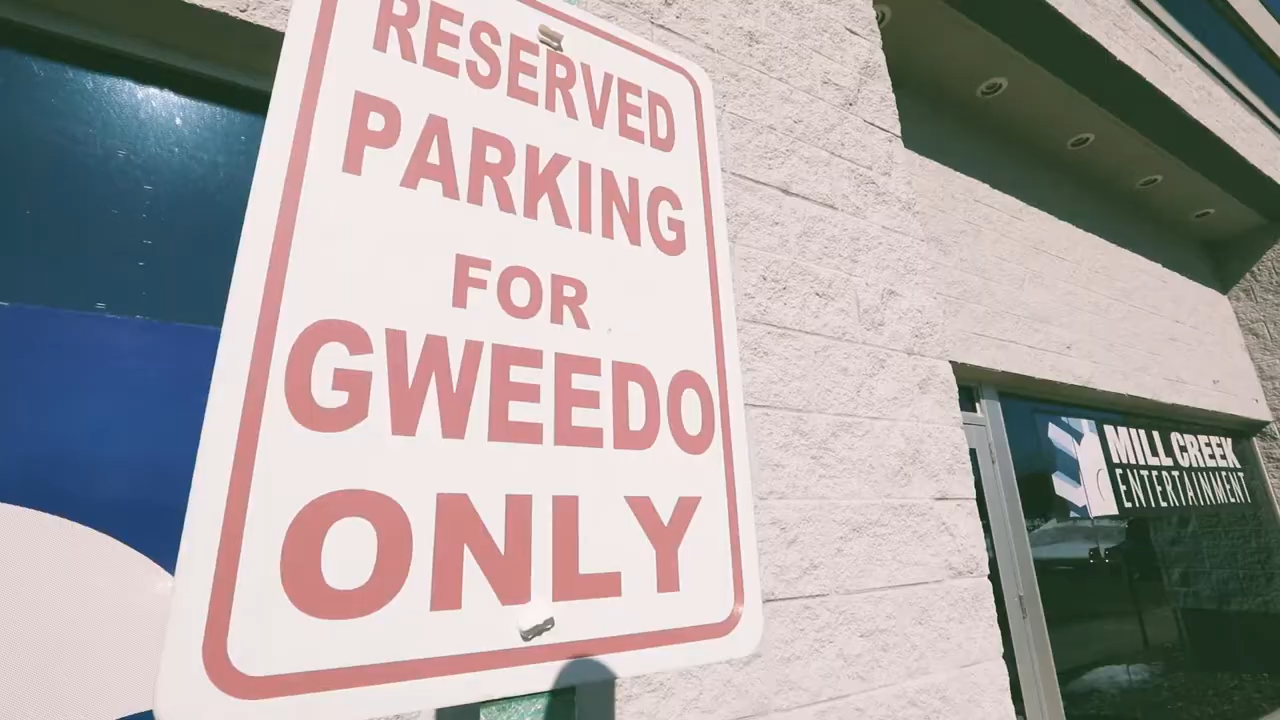 RESERVED
PARKING
FOR
GWEEDO
ONLY
MILL CREEK
ENTERTAINMENT